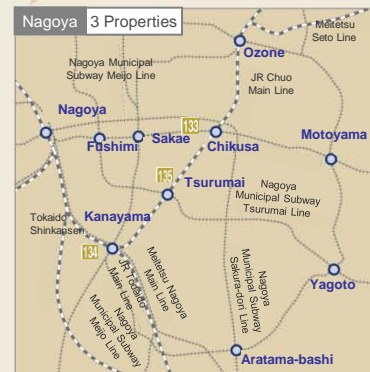 Nagoya 3 Properties
Meitetsu
Seto Line
Ozone
Nagoya Municipal
Subway Meijo Line
JR Chuo
Main Line
Nagoya
133
Fushimi
Sakae
Chikusa
Motoyama
135
Tsurumai
Nagoya
Municipal Subway
Tsurumai Line
Tokaido
Shinkansen
Kanayama
134
JR Todaido
Main Line
Meitetsu Nagoya
Main Line
Nagoya
Municipal Subway
Meijo Line
Nagoya
Municipal Subway
Sakura-dori Line
Yagoto
Aratama-bashi